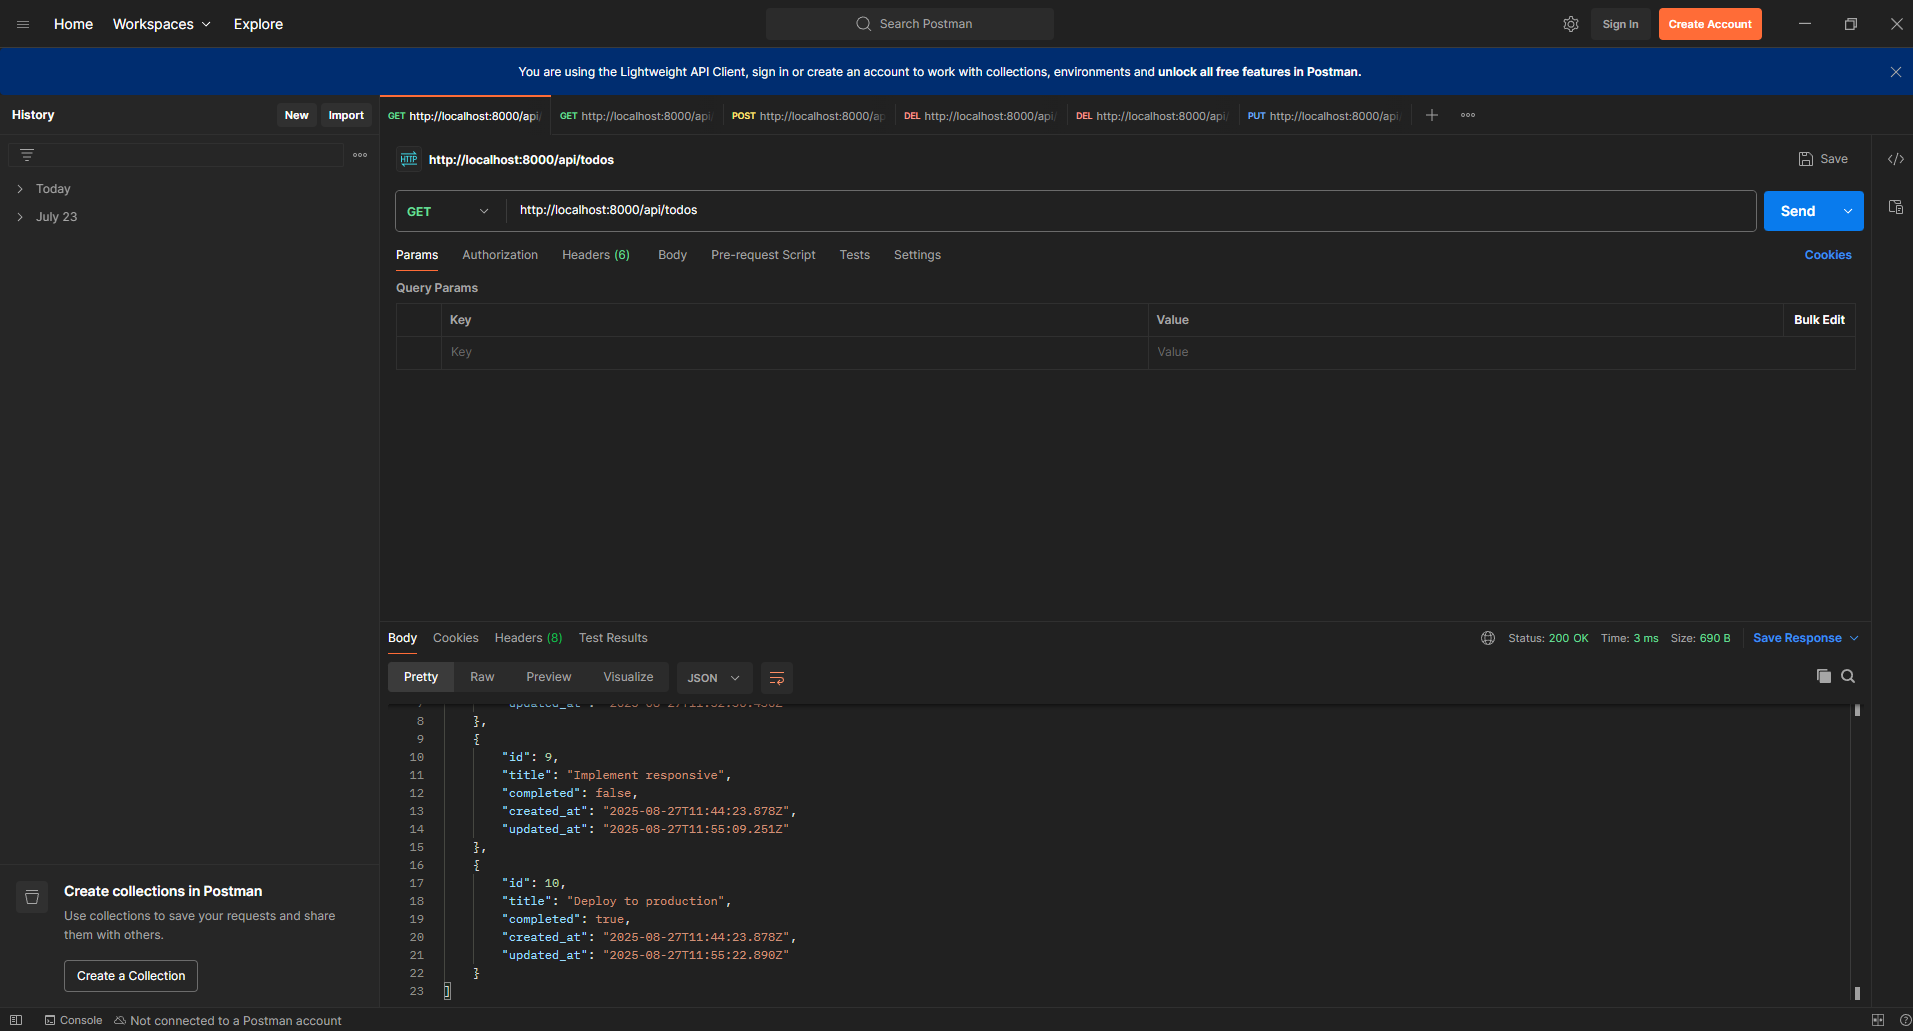 Home Workspaces Explore Search Postman Sign In Create Account
You are using the Lightweight API Client, sign in or create an account to work with collections, environments and unlock all free features in Postman.
History New Import
GET http://localhost:8000/api/ GET http://localhost:8000/api/ POST http://localhost:8000/ap DEL http://localhost:8000/api/ DEL http://localhost:8000/api/ PUT http://localhost:8000/api
Today
July 23
HTTP http://localhost:8000/api/todos Save
GET http://localhost:8000/api/todos Send
Params Authorization Headers (6) Body Pre-request Script Tests Settings Cookies
Query Params
Key Value Bulk Edit
Key Value
Body Cookies Headers (8) Test Results Status: 200 OK Time: 3 ms Size: 690 B Save Response
Pretty Raw Preview Visualize JSON
8 },
9 {
10 "id": 9,
11 "title": "Implement responsive",
12 "completed": false,
13 "created_at": "2025-08-27T11:44:23.878Z",
14 "updated_at": "2025-08-27T11:55:09.251Z"
15 },
16 {
17 "id": 10,
18 "title": "Deploy to production",
19 "completed": true,
20 "created_at": "2025-08-27T11:44:23.878Z",
21 "updated_at": "2025-08-27T11:55:22.890Z"
22 }
23 ]
Create collections in Postman
Use collections to save your requests and share
them with others.
Create a Collection
Console Not connected to a Postman account